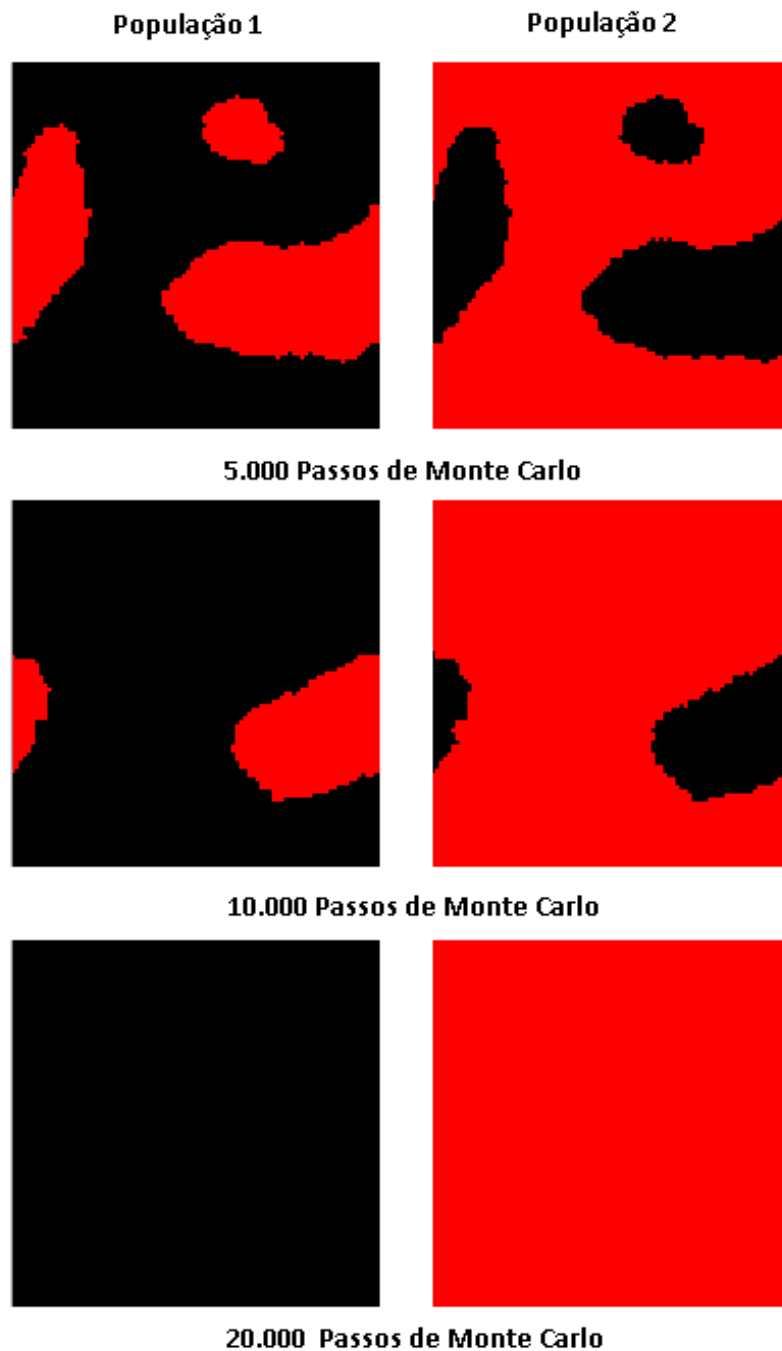 População 1
População 2
5.000 Passos de Monte Carlo
10.000 Passos de Monte Carlo
20.000 Passos de Monte Carlo